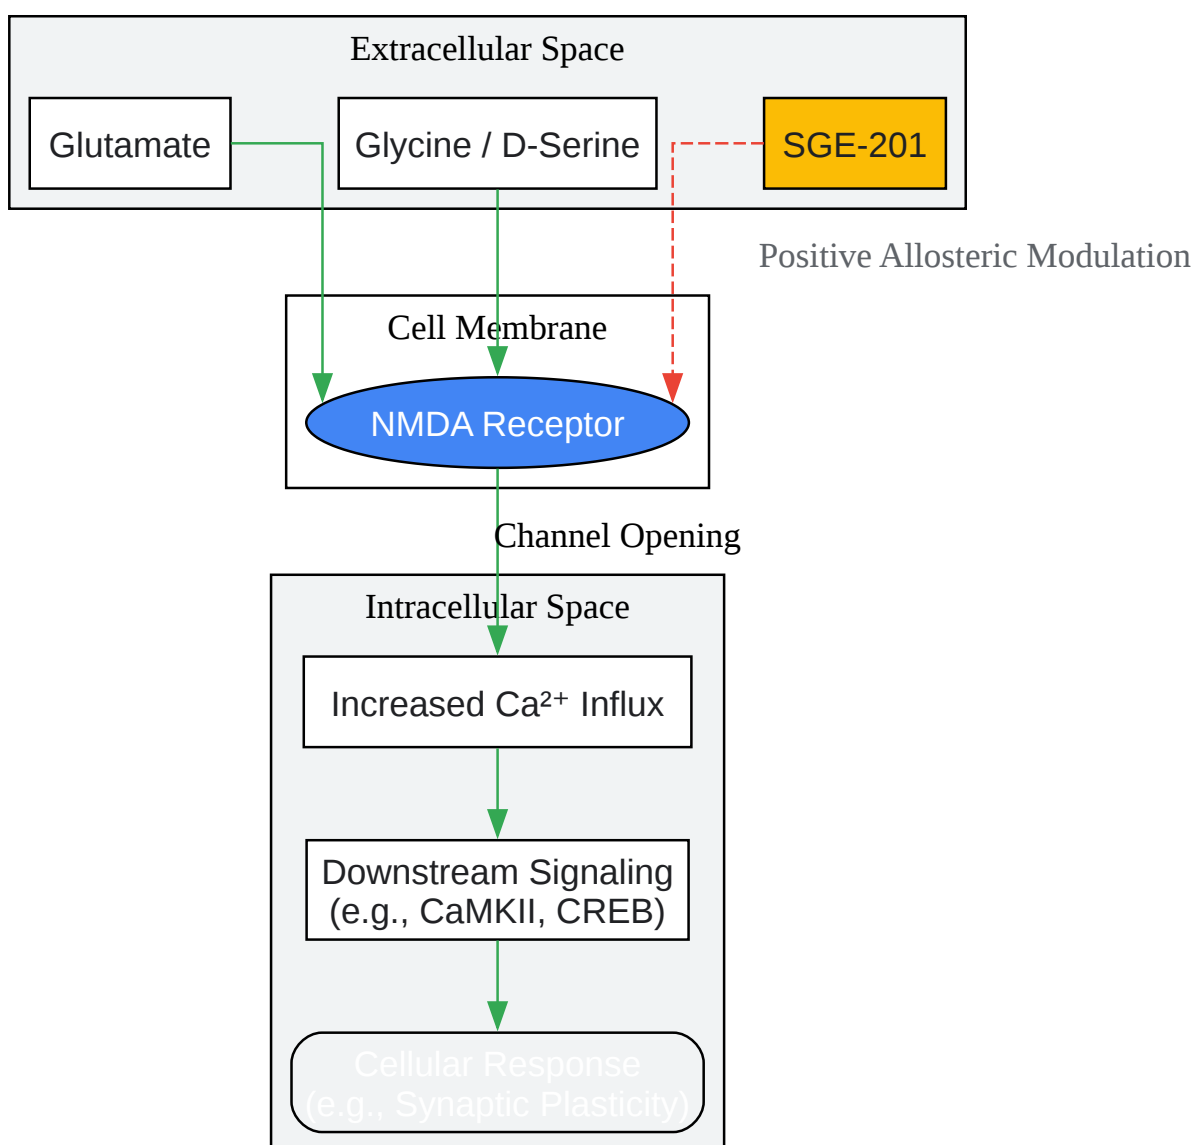 Extracellular Space
Glutamate
Glycine / D-Serine
SGE-201
Positive Allosteric Modulation
Cell Membrane
NMDA Receptor
Channel Opening
Intracellular Space
Increased Ca²⁺ Influx
Downstream Signaling
(e.g., CaMKII, CREB)
Cellular Response
(e.g., Synaptic Plasticity)